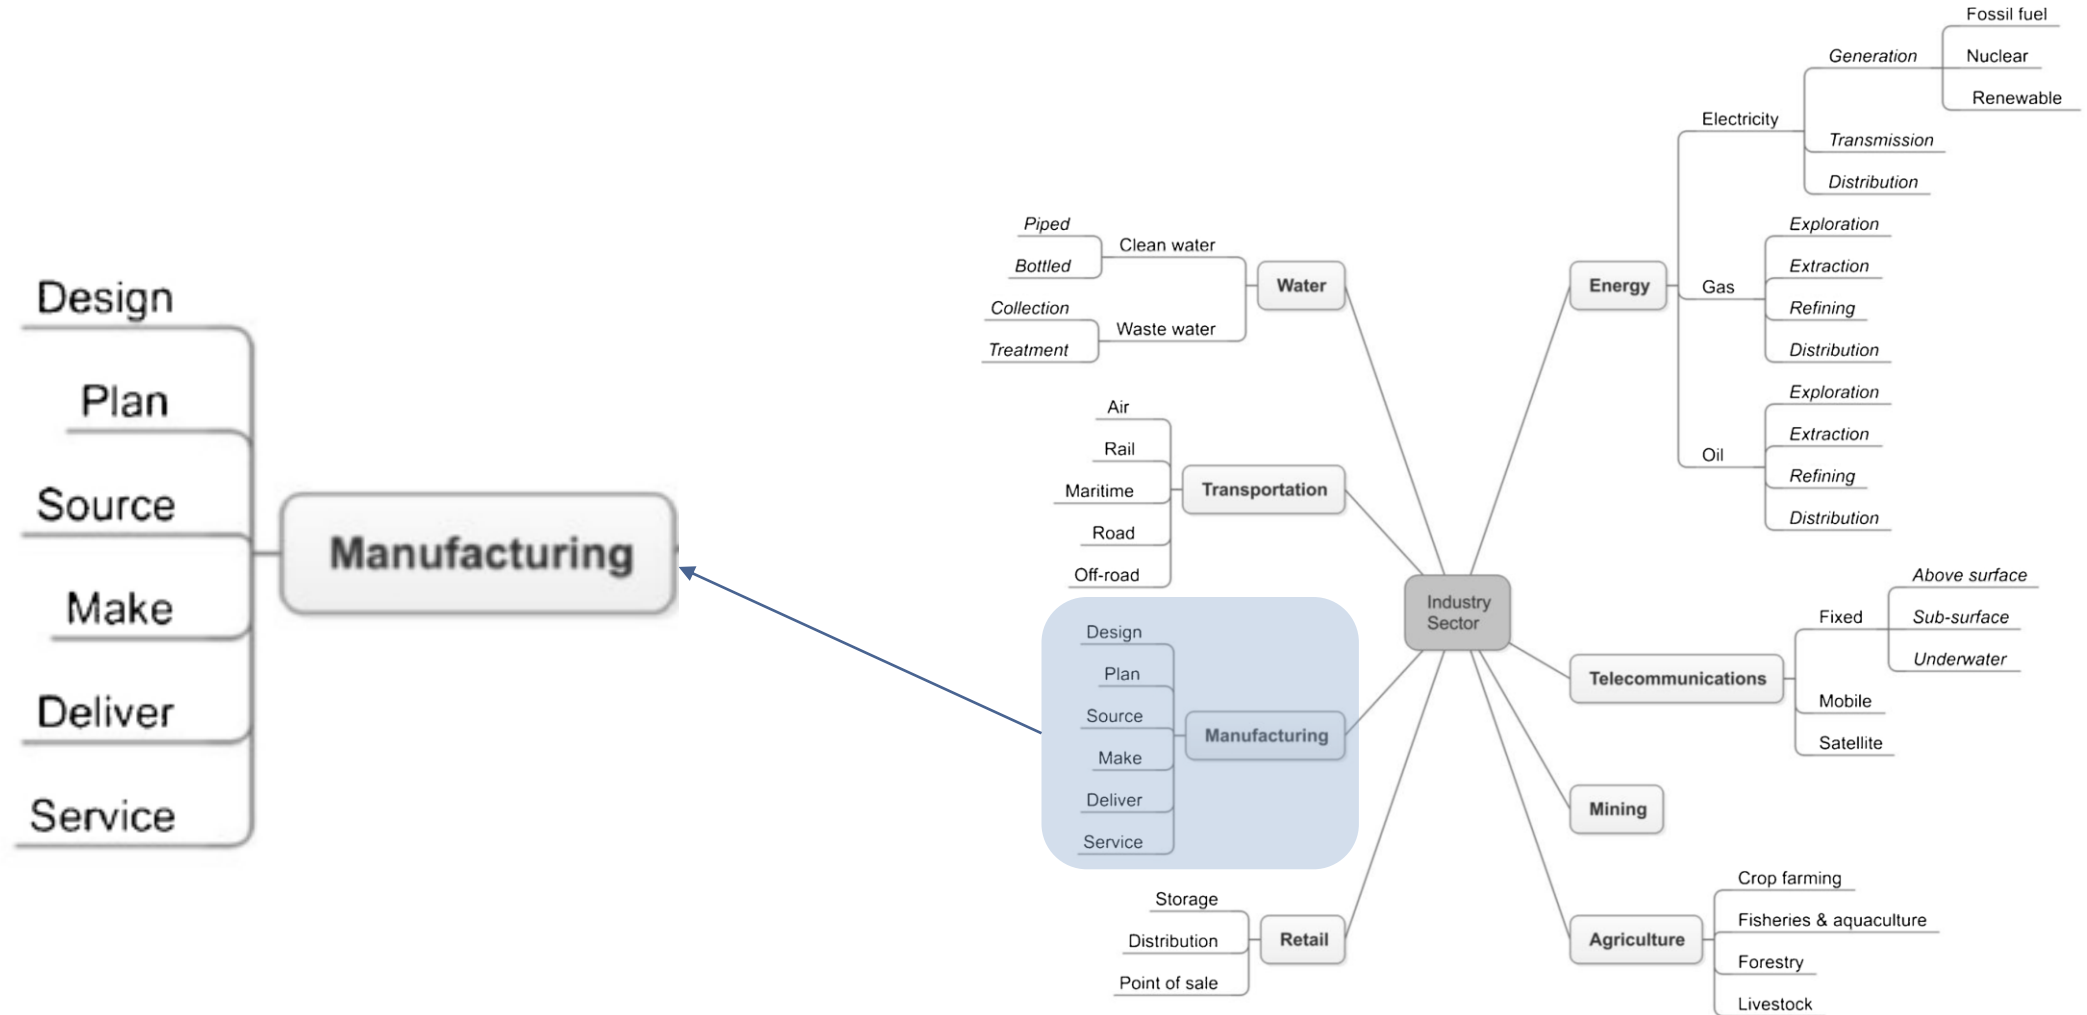 Design
Plan
Source
Make
Deliver
Service
Manufacturing
Piped
Bottled
Clean water
Collection
Treatment
Waste water
Water
Air
Rail
Maritime
Road
Off-road
Transportation
Design
Plan
Source
Make
Deliver
Service
Manufacturing
Storage
Distribution
Point of sale
Retail
Industry
Sector
Energy
Electricity
Generation
Fossil fuel
Nuclear
Renewable
Transmission
Distribution
Gas
Exploration
Extraction
Refining
Distribution
Oil
Exploration
Extraction
Refining
Distribution
Telecommunications
Fixed
Above surface
Sub-surface
Underwater
Mobile
Satellite
Mining
Agriculture
Crop farming
Fisheries & aquaculture
Forestry
Livestock